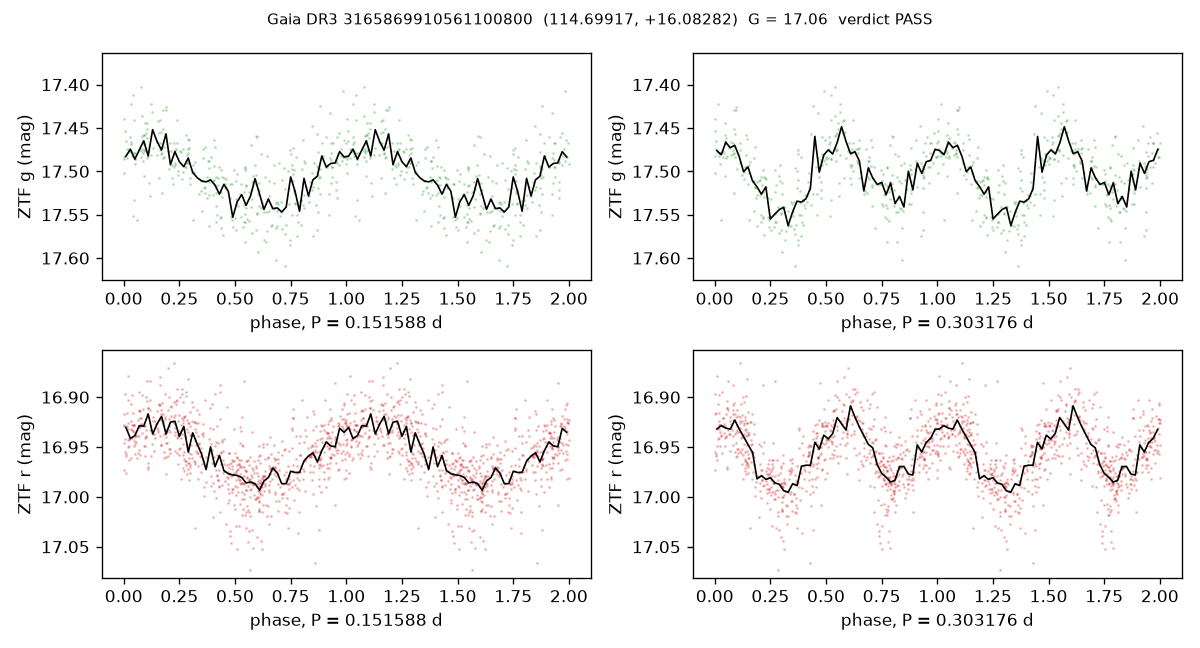 Gaia DR3 3165869910561100800 (114.69917, +16.08282) G = 17.06 verdict PASS
ZTF g (mag)
17.40
17.45
17.50
17.55
17.60
0.00 0.25 0.50 0.75 1.00 1.25 1.50 1.75 2.00
phase, P = 0.151588 d
ZTF g (mag)
17.40
17.45
17.50
17.55
17.60
0.00 0.25 0.50 0.75 1.00 1.25 1.50 1.75 2.00
phase, P = 0.303176 d
ZTF r (mag)
16.90
16.95
17.00
17.05
0.00 0.25 0.50 0.75 1.00 1.25 1.50 1.75 2.00
phase, P = 0.151588 d
ZTF r (mag)
16.90
16.95
17.00
17.05
0.00 0.25 0.50 0.75 1.00 1.25 1.50 1.75 2.00
phase, P = 0.303176 d